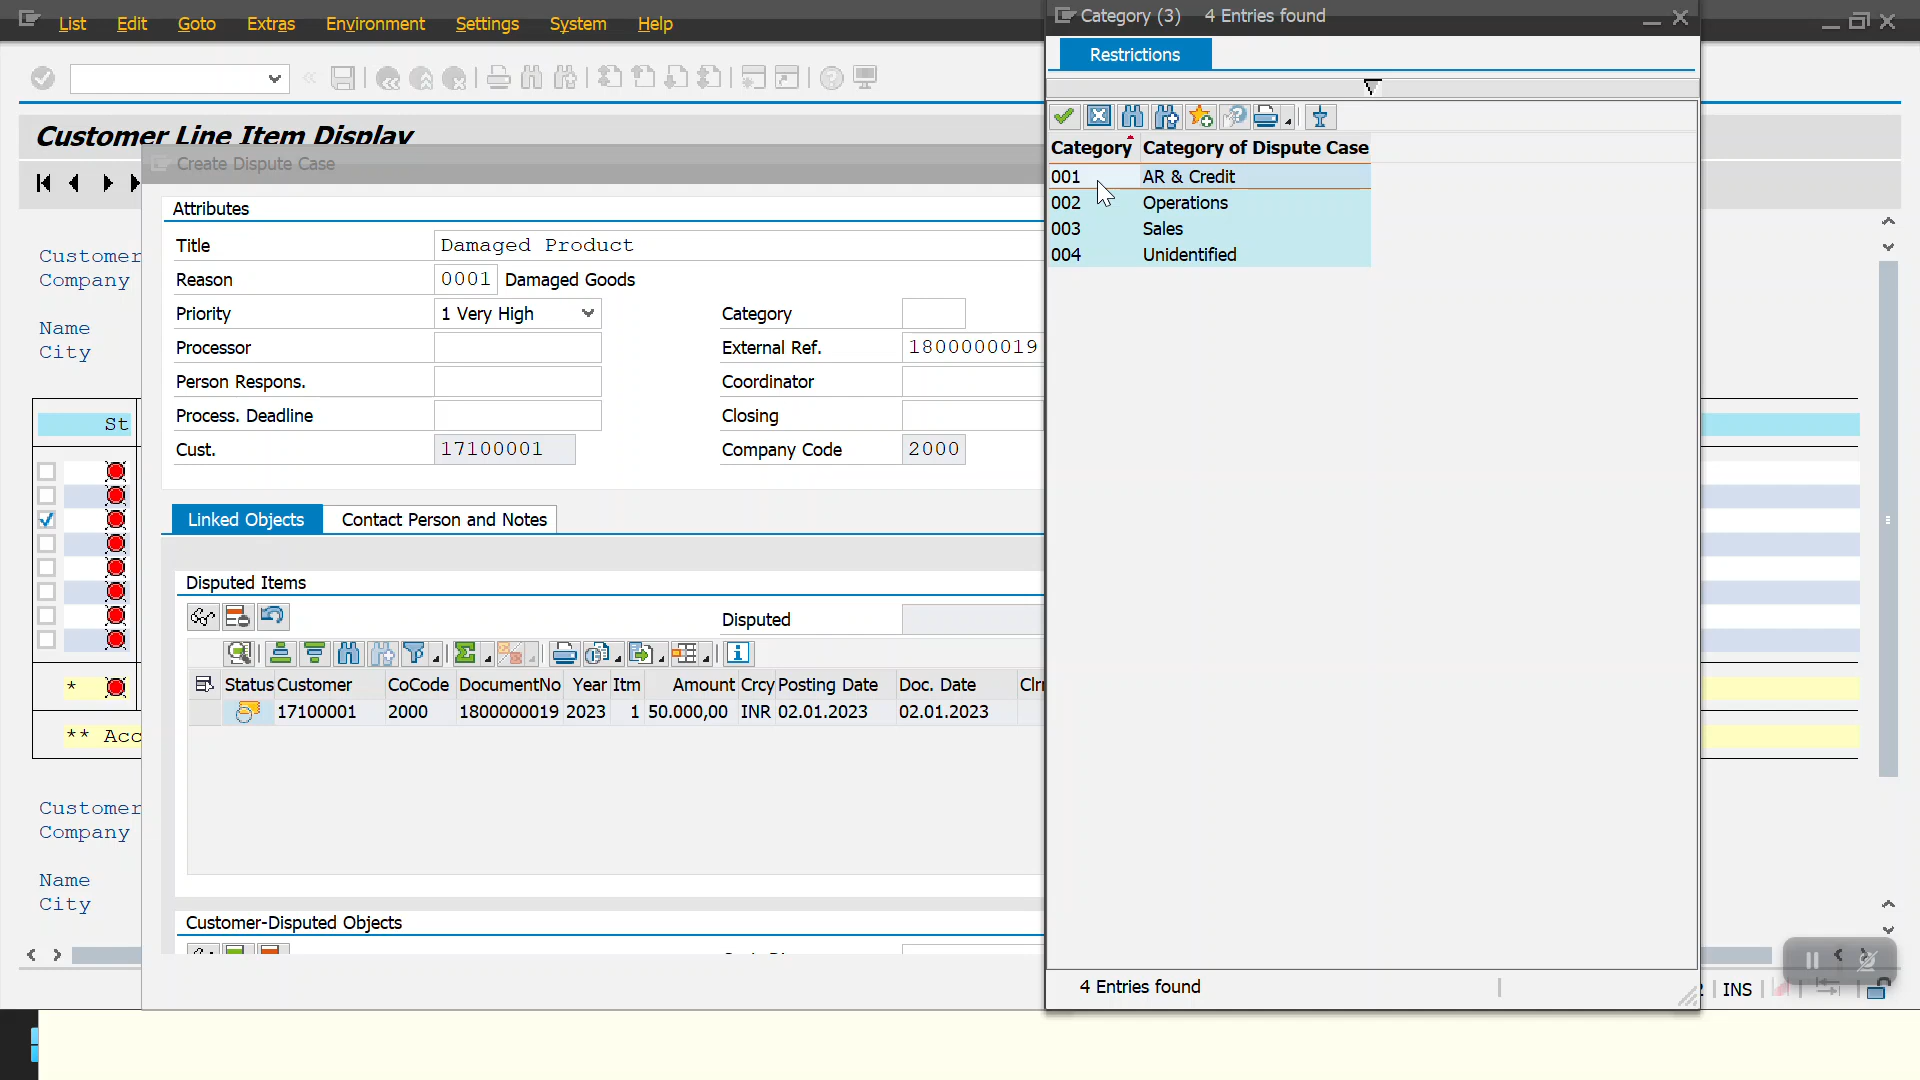 List Edit Goto Extras Environment Settings System Help
Category (3) 4 Entries found
Restrictions
Customer Line Item Display
Create Dispute Case
Category Category of Dispute Case
001 AR & Credit
002 Operations
003 Sales
004 Unidentified
Attributes
Title Damaged Product
Reason 0001 Damaged Goods
Priority 1 Very High Category
Processor External Ref. 1800000019
Person Respons. Coordinator
Process. Deadline Closing
Cust. 17100001 Company Code 2000
Customer
Company
Name
City
St
Linked Objects Contact Person and Notes
Disputed Items
Disputed
Status Customer CoCode DocumentNo Year Itm Amount Crcy Posting Date Doc. Date Clr
17100001 2000 1800000019 2023 1 50.000,00 INR 02.01.2023 02.01.2023
*
** Acc
Customer
Company
Name
City
Customer-Disputed Objects
4 Entries found
INS